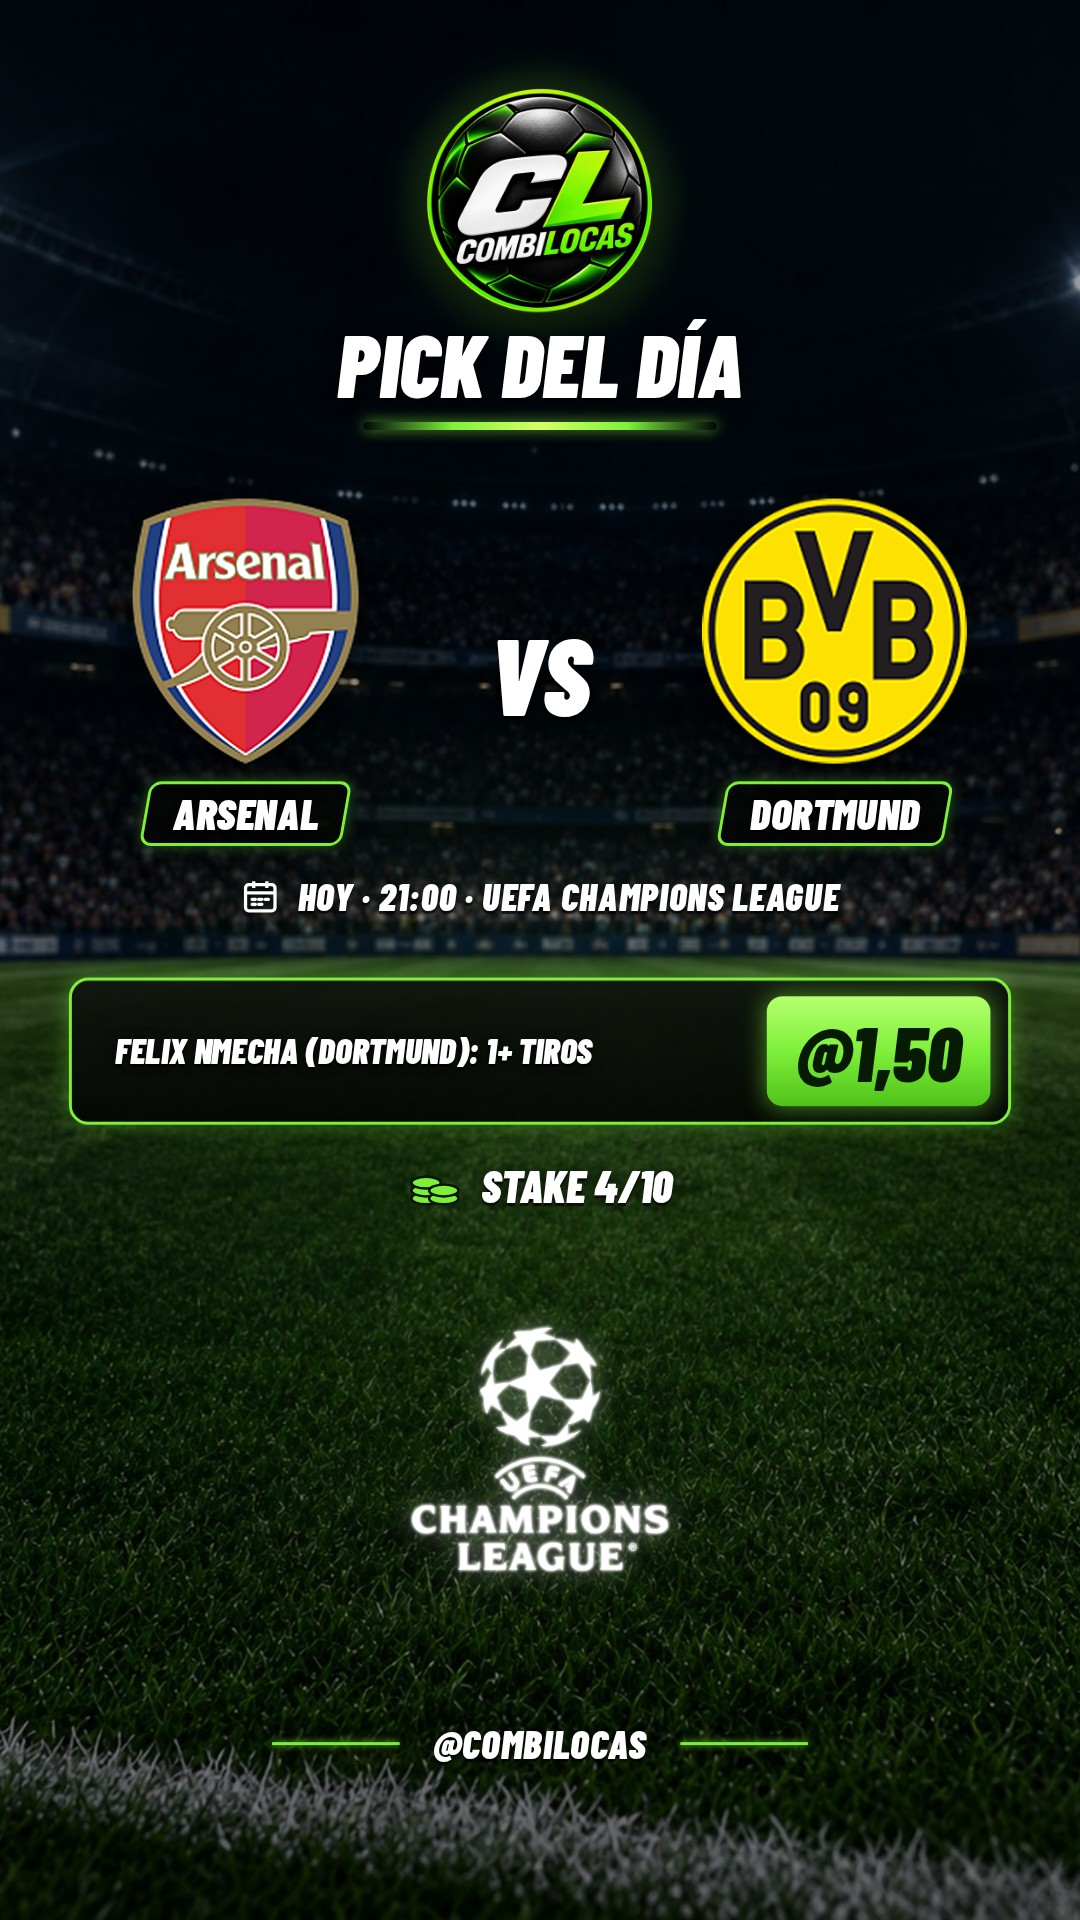 CL
COMBILOCAS
PICK DEL DÍA
Arsenal
VS
BVB
09
ARSENAL
DORTMUND
HOY · 21:00 · UEFA CHAMPIONS LEAGUE
FELIX NMECHA (DORTMUND): 1+ TIROS
@1,50
STAKE 4/10
UEFA
CHAMPIONS
LEAGUE®
@COMBILOCAS